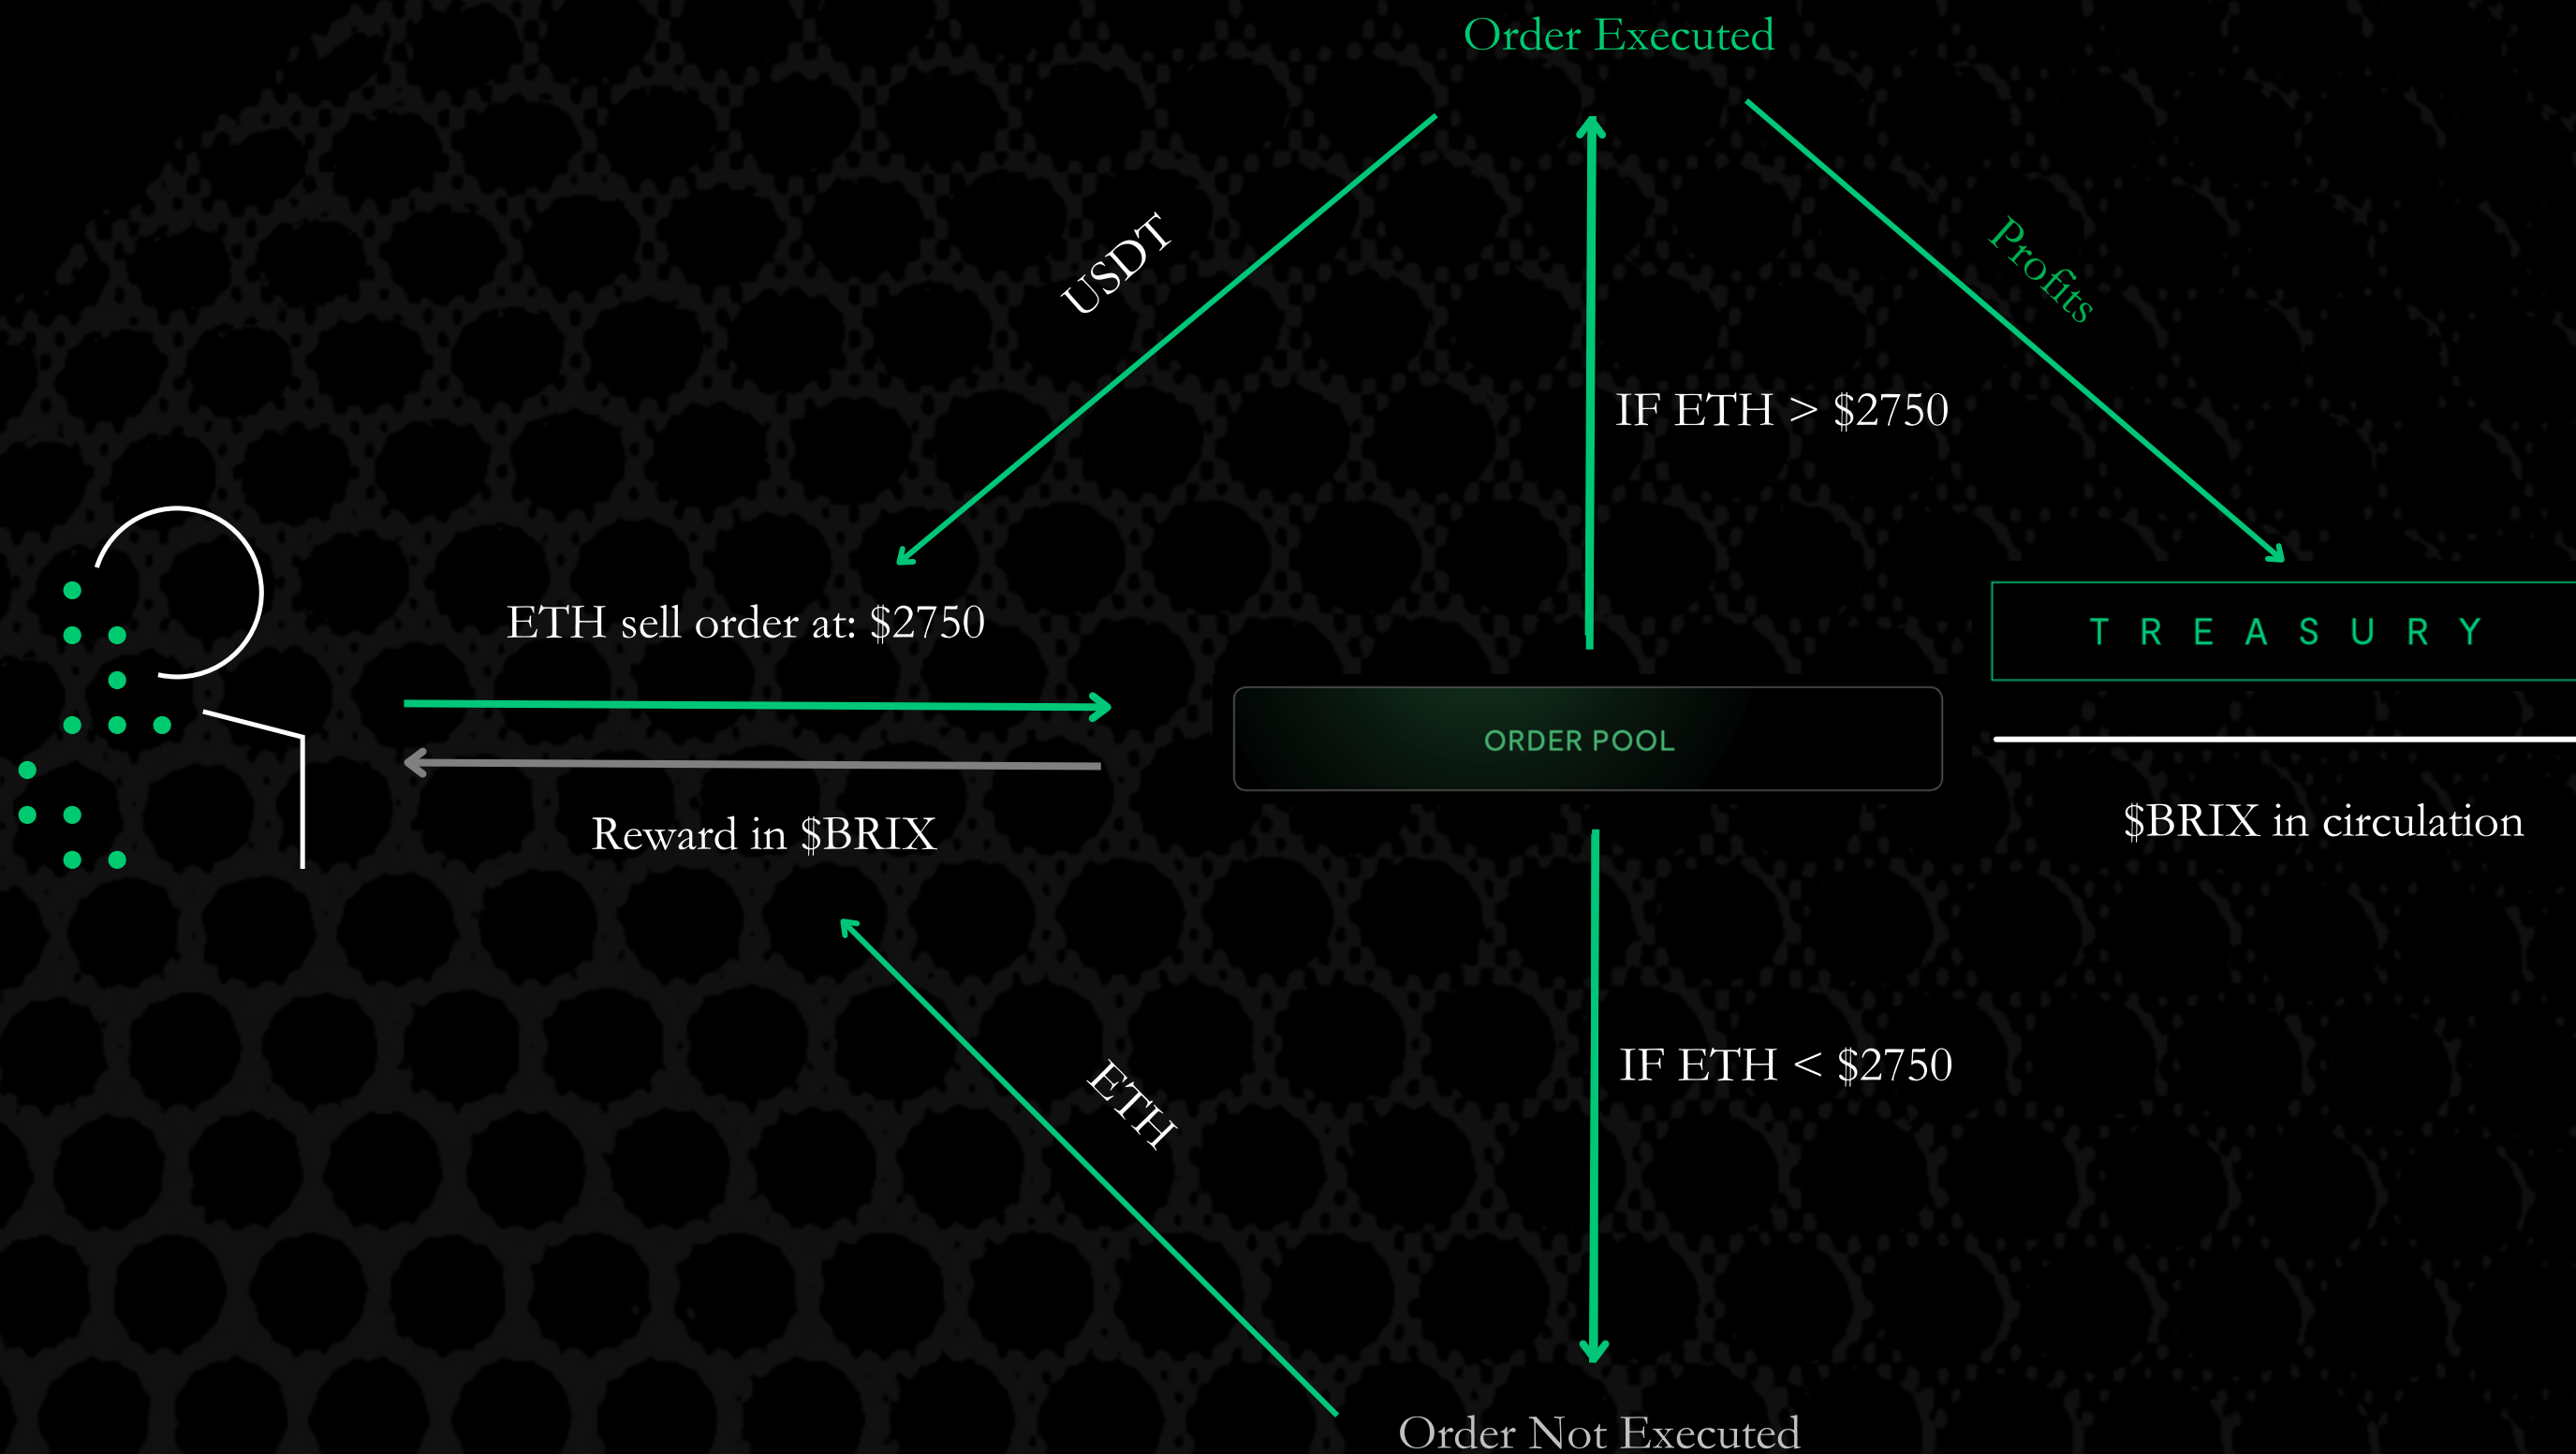 Order Executed
USDT
Profits
IF ETH > $2750
ETH sell order at: $2750
TREASURY
ORDER POOL
Reward in $BRIX
$BRIX in circulation
IF ETH < $2750
ETH
Order Not Executed